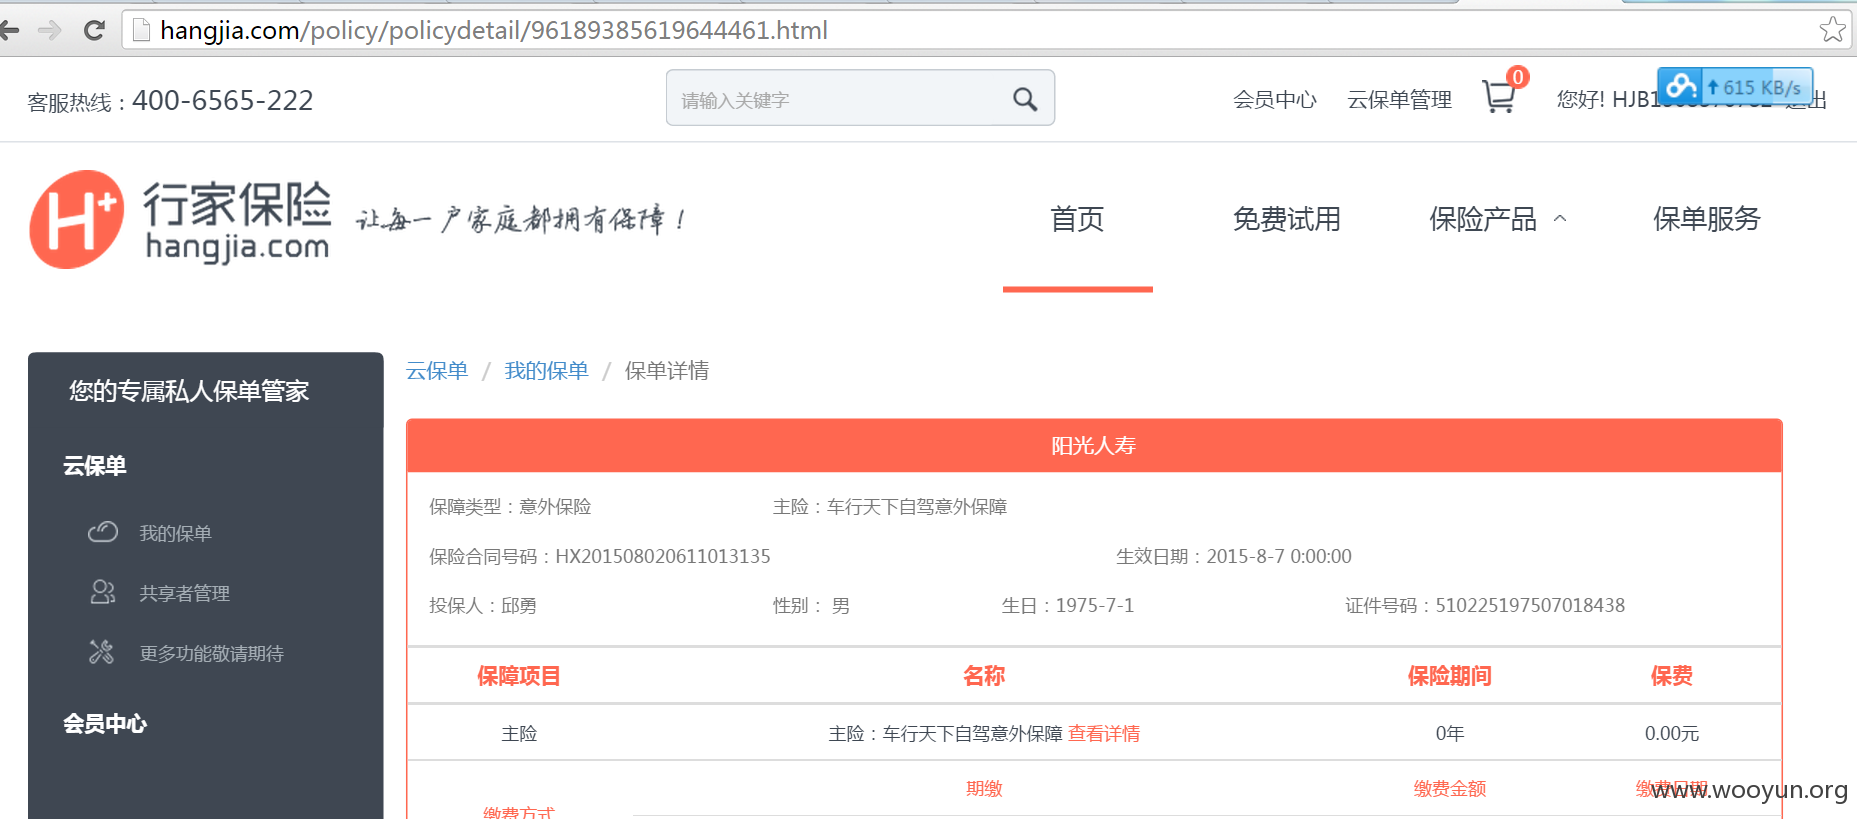 hangjia.com/policy/policydetail/96189385619644461.html
客服热线：400-6565-222
请输入关键字
会员中心
云保单管理
0
您好! HJB1
615 KB/s
行家保险
hangjia.com
让每一户家庭都拥有保障！
首页
免费试用
保险产品
保单服务
您的专属私人保单管家
云保单
我的保单
共享者管理
更多功能敬请期待
会员中心
云保单 / 我的保单 / 保单详情
阳光人寿
保障类型：意外保险 主险：车行天下自驾意外保障
保险合同号码：HX201508020611013135 生效日期：2015-8-7 0:00:00
投保人：邱勇 性别： 男 生日：1975-7-1 证件号码：510225197507018438
保障项目 名称 保险期间 保费
主险 主险：车行天下自驾意外保障 查看详情 0年 0.00元
期缴 缴费金额 缴费日期
缴费方式
www.wooyun.org